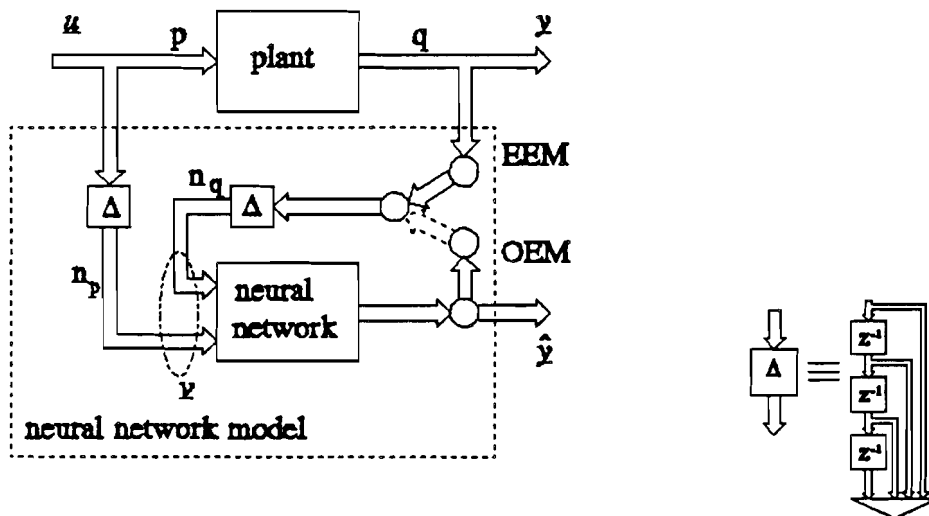 u
p
plant
q
y
EEM
Δ
n_q
Δ
OEM
n_p
neural
network
v
ŷ
neural network model
Δ
z⁻¹
z⁻¹
z⁻¹